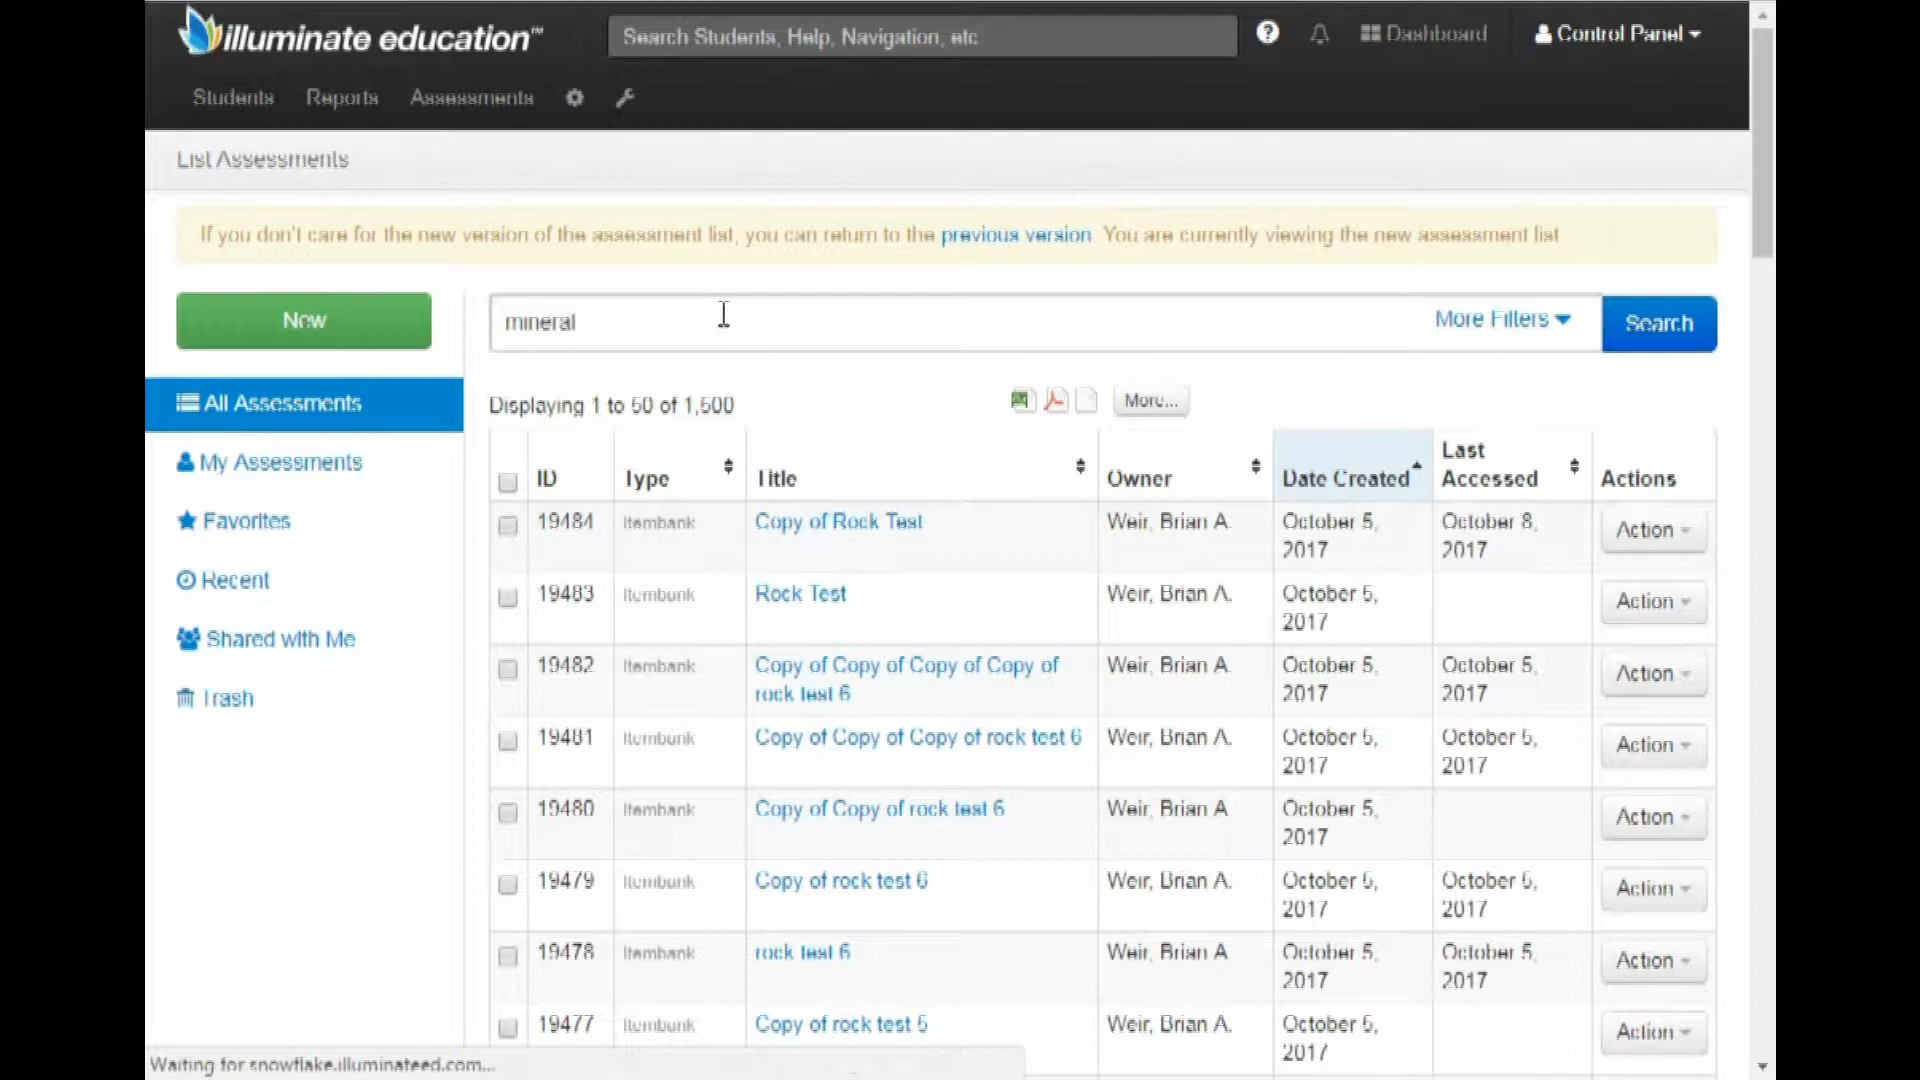 illuminate education™
Search Students, Help, Navigation, etc
Dashboard
Control Panel
Students
Reports
Assessments
List Assessments
If you don't care for the new version of the assessment list, you can return to the previous version You are currently viewing the new assessment list
New
mineral
More Filters
Search
All Assessments
My Assessments
Favorites
Recent
Shared with Me
Trash
Displaying 1 to 50 of 1,500
More...
ID Type Title Owner Date Created Last Accessed Actions
19484 Itembank Copy of Rock Test Weir, Brian A. October 5, 2017 October 8, 2017 Action
19483 Itembank Rock Test Weir, Brian A. October 5, 2017 Action
19482 Itembank Copy of Copy of Copy of Copy of rock test 6 Weir, Brian A. October 5, 2017 October 5, 2017 Action
19481 Itembank Copy of Copy of Copy of rock test 6 Weir, Brian A. October 5, 2017 October 5, 2017 Action
19480 Itembank Copy of Copy of rock test 6 Weir, Brian A. October 5, 2017 Action
19479 Itembank Copy of rock test 6 Weir, Brian A. October 5, 2017 October 5, 2017 Action
19478 Itembank rock test 6 Weir, Brian A. October 5, 2017 October 5, 2017 Action
19477 Itembank Copy of rock test 5 Weir, Brian A. October 5, 2017 Action
Waiting for snowflake.illuminateed.com...